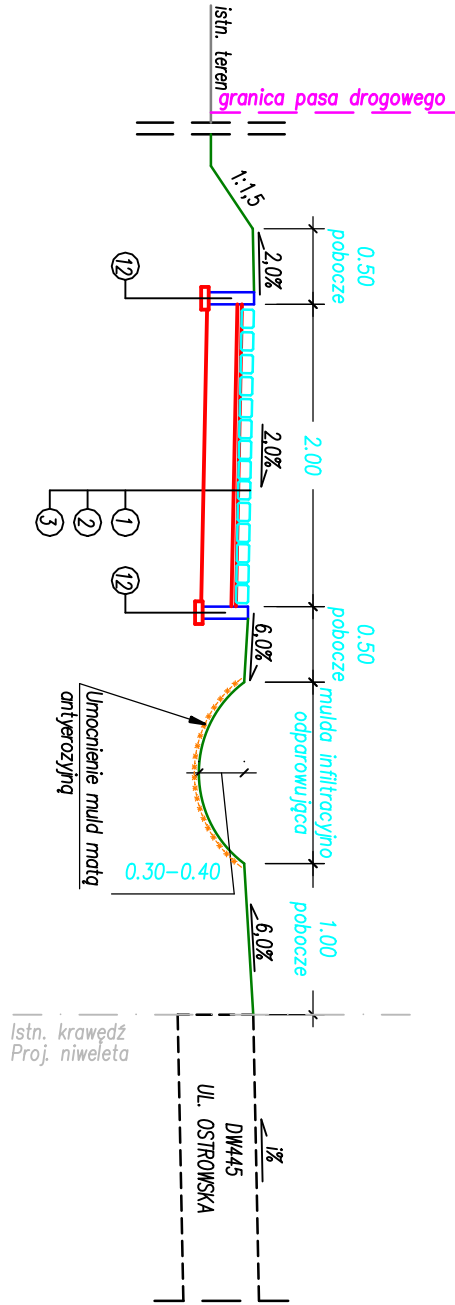 istn. teren
granica pasa drogowego
1:1,5
0.50
pobocze
2,0%
12
2.00
2,0%
1
2
3
12
0.50
pobocze
6,0%
mulda infiltracyjno
odparowująca
Umocnienie muld matą
antyerozyjną
0.30-0.40
1.00
pobocze
6,0%
Istn. krawędź
Proj. niweleta
i%
DW445
UL. OSTROWSKA